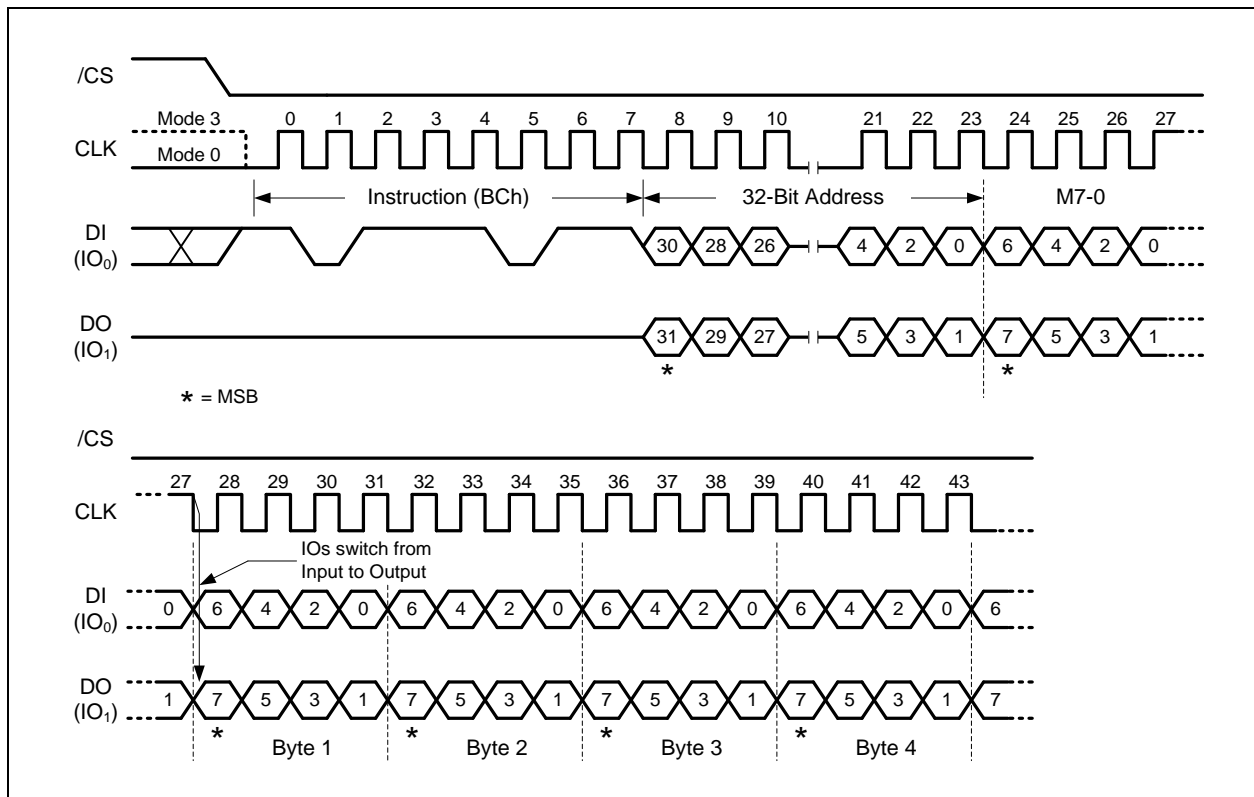 /CS
Mode 3 0 1 2 3 4 5 6 7 8 9 10 21 22 23 24 25 26 27
CLK
Mode 0
Instruction (BCh) 32-Bit Address M7-0
DI
(IO₀)
30 28 26 4 2 0 6 4 2 0
DO
(IO₁)
31 29 27 5 3 1 7 5 3 1
* *
* = MSB
/CS
27 28 29 30 31 32 33 34 35 36 37 38 39 40 41 42 43
CLK
IOs switch from
Input to Output
DI
(IO₀)
0 6 4 2 0 6 4 2 0 6 4 2 0 6 4 2 0 6
DO
(IO₁)
1 7 5 3 1 7 5 3 1 7 5 3 1 7 5 3 1 7
* * * *
Byte 1 Byte 2 Byte 3 Byte 4